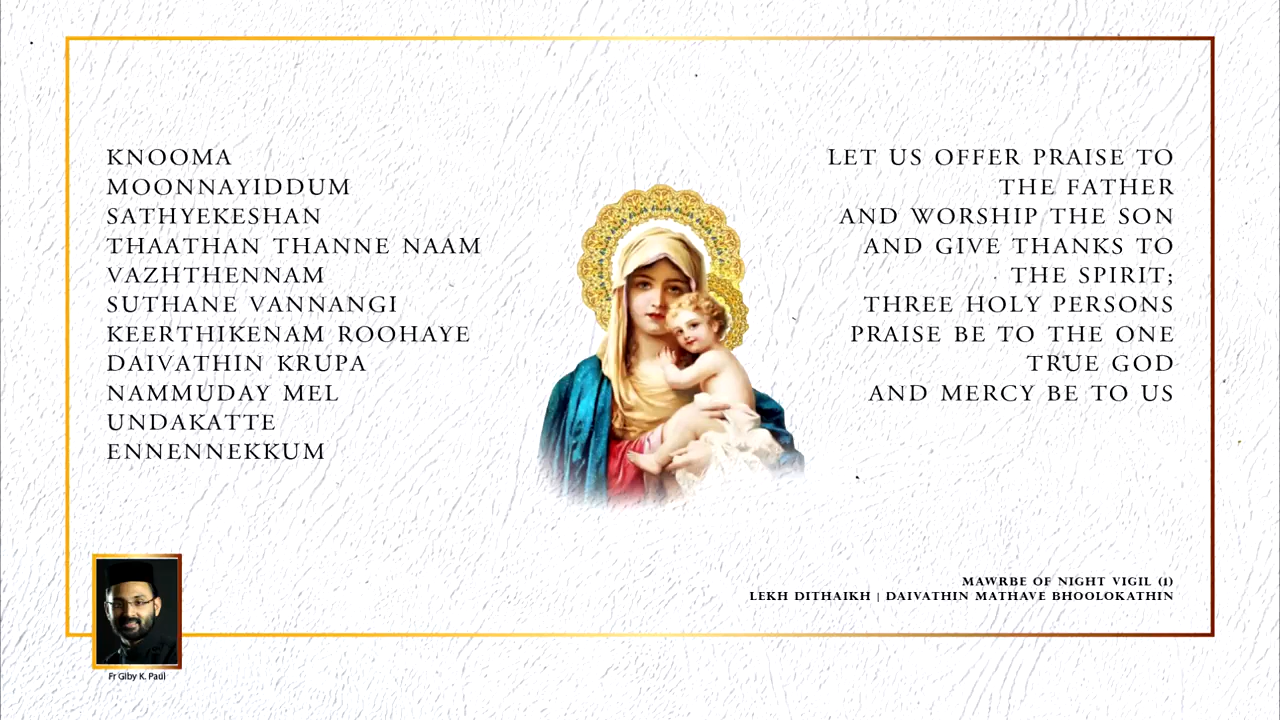 KNOOMA
MOONNAYIDDUM
SATHYEKESHAN
THAATHAN THANNE NAAM
VAZHTHENNAM
SUTHANE VANNANGI
KEERTHIKENAM ROOHAYE
DAIVATHIN KRUPA
NAMMUDAY MEL
UNDAKATTE
ENNENNEKKUM
LET US OFFER PRAISE TO
THE FATHER
AND WORSHIP THE SON
AND GIVE THANKS TO
THE SPIRIT;
THREE HOLY PERSONS
PRAISE BE TO THE ONE
TRUE GOD
AND MERCY BE TO US
MAWRBE OF NIGHT VIGIL (1)
LEKH DITHAIKH | DAIVATHIN MATHAVE BHOOLOKATHIN
Fr Giby K. Paul